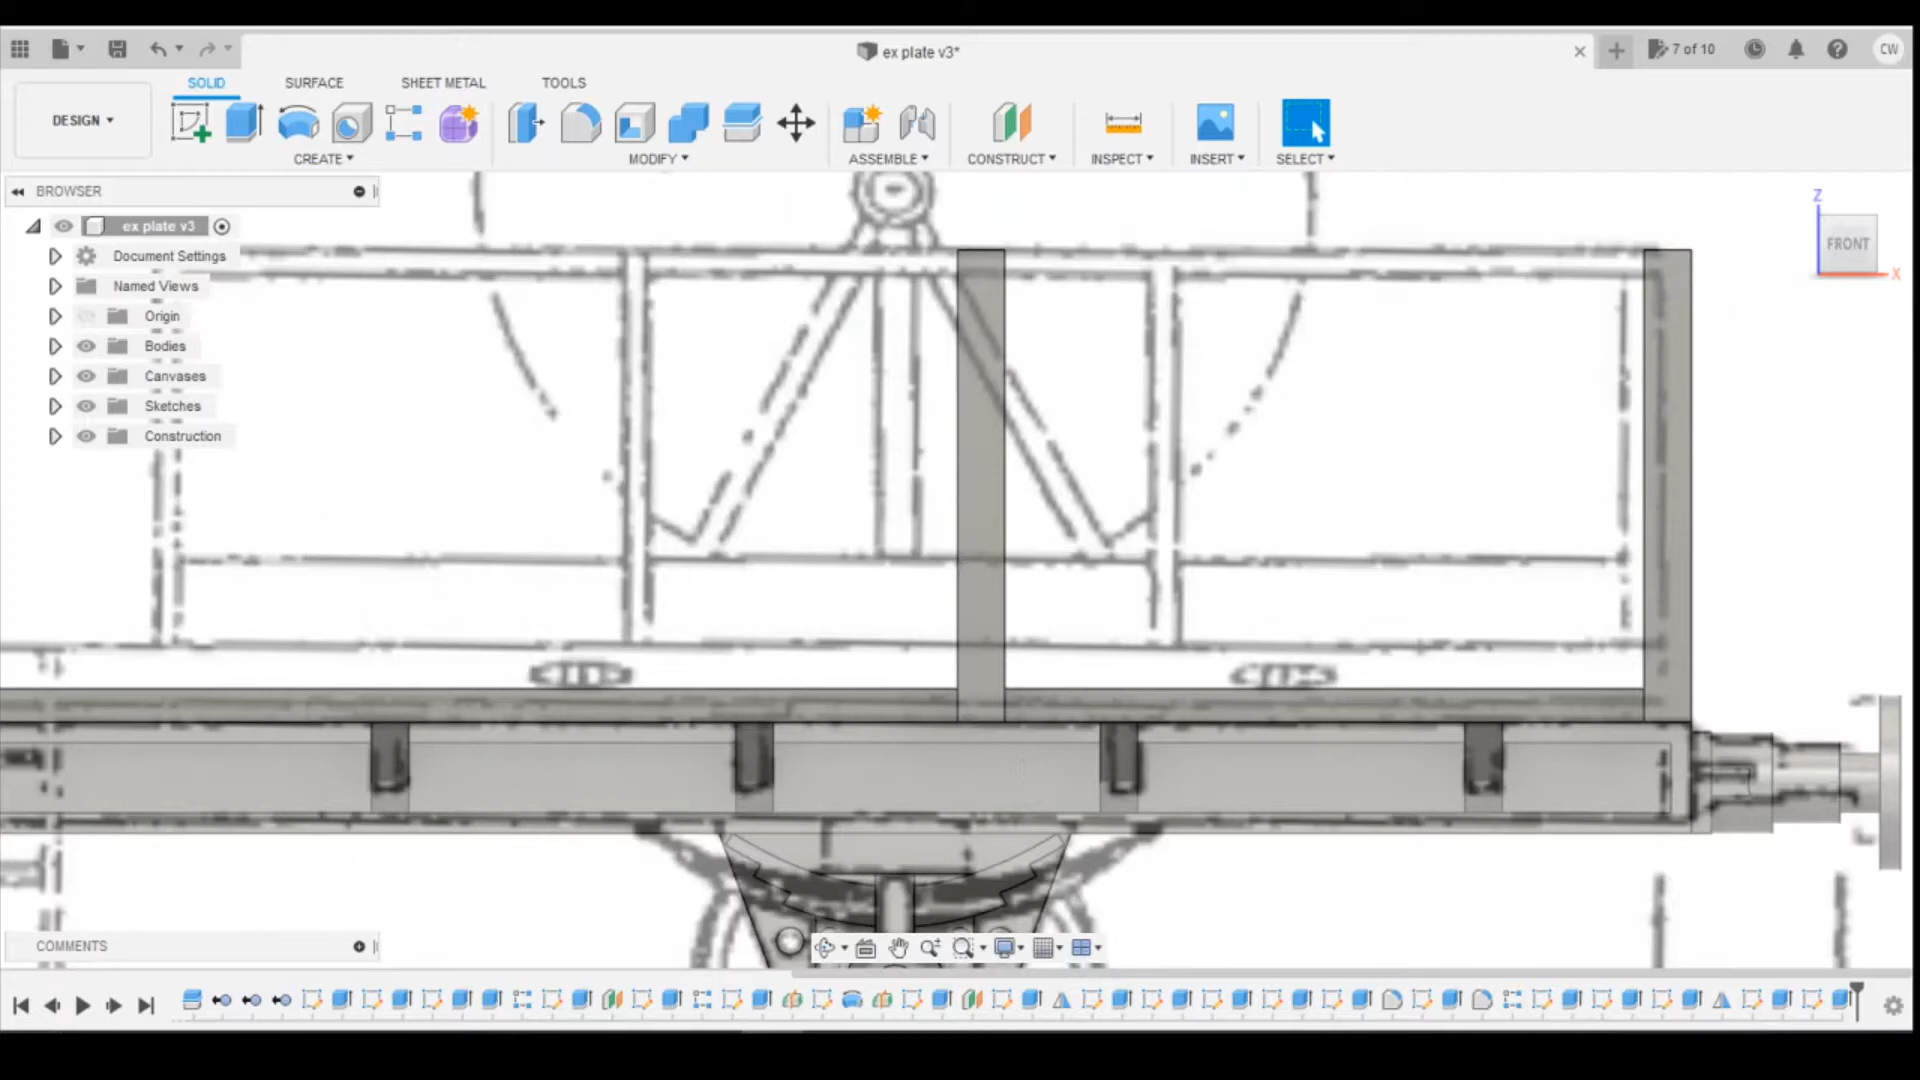 ex plate v3*
7 of 10
CW
SOLID
SURFACE
SHEET METAL
TOOLS
DESIGN
CREATE
MODIFY
ASSEMBLE
CONSTRUCT
INSPECT
INSERT
SELECT
BROWSER
ex plate v3
Document Settings
Named Views
Origin
Bodies
Canvases
Sketches
Construction
Z
FRONT
X
COMMENTS